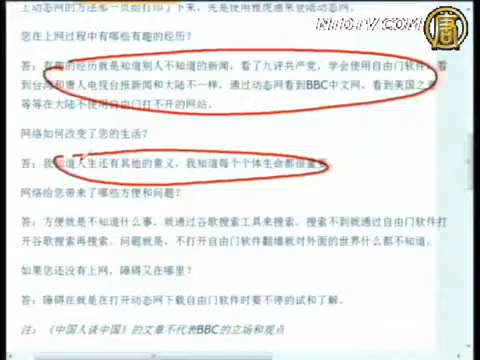 上动态网的方法那一页给打印了下来，先是使用雅虎通来登陆动态网。
NTDTV.COM
唐
您在上网过程中有哪些有趣的经历？
答：有趣的经历就是知道别人不知道的新闻，看了九评共产党，学会使用自由门软件，看
到台湾和唐人电视台报新闻和大陆不一样，通过动态网看到BBC中文网、看到美国之音
等等在大陆不使用自由门打不开的网站。
网络如何改变了您的生活？
答：我知道人生还有其他的意义，我知道每个个体生命都很重要
网络给您带来了哪些方便和问题？
答：方便就是不知道什么事，就通过谷歌搜索工具来搜索，搜索不到就通过自由门软件打
开谷歌搜索再搜索。问题就是，不打开自由门软件翻墙就对外面的世界什么都不知道。
如果您还没有上网，障碍又在哪里？
答：障碍在就是在打开动态网下载自由门软件时要不停的试和了解。
注：《中国人谈中国》的文章不代表BBC的立场和观点